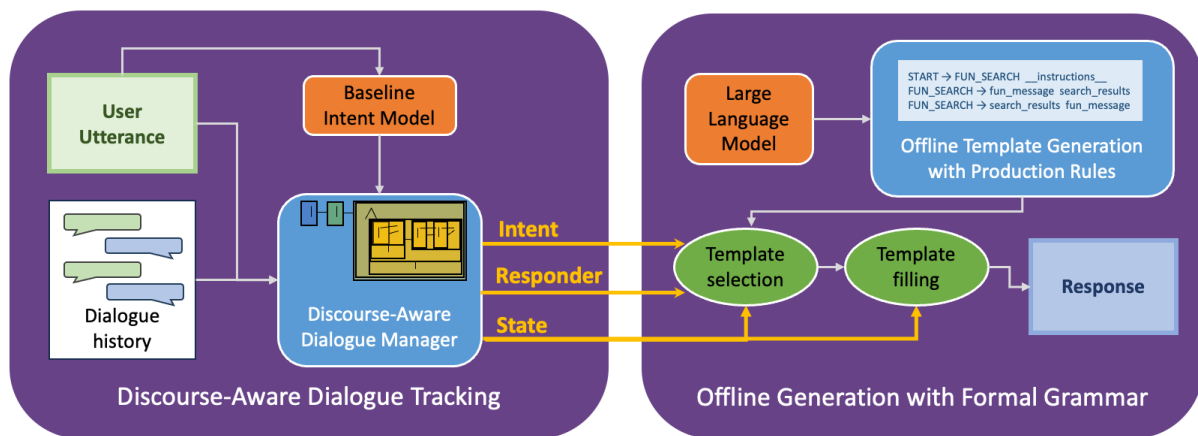 User
Utterance
Baseline
Intent Model
Dialogue
history
Discourse-Aware
Dialogue Manager
Intent
Responder
State
Discourse-Aware Dialogue Tracking
Large
Language
Model
START → FUN_SEARCH __instructions__
FUN_SEARCH → fun_message search_results
FUN_SEARCH → search_results fun_message
Offline Template Generation
with Production Rules
Template
selection
Template
filling
Response
Offline Generation with Formal Grammar